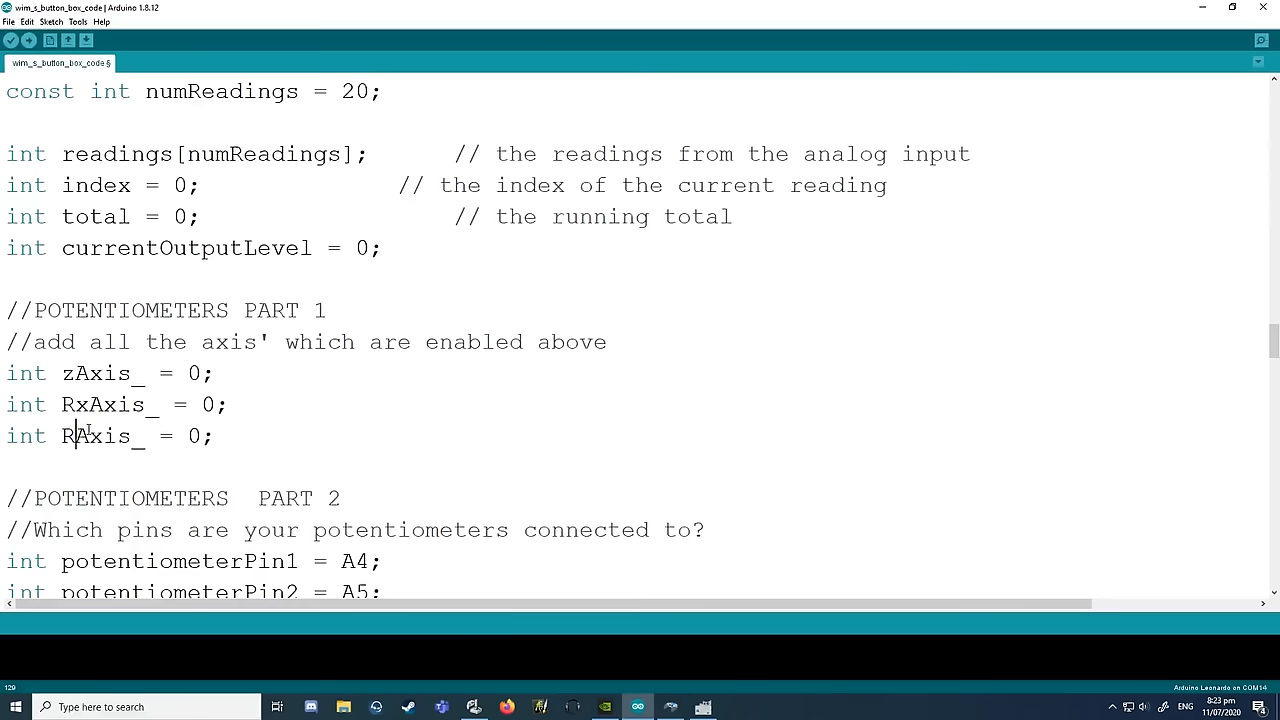 wim_s_button_box_code | Arduino 1.8.12
File Edit Sketch Tools Help
wim_s_button_box_code §
const int numReadings = 20;
int readings[numReadings]; // the readings from the analog input
int index = 0; // the index of the current reading
int total = 0; // the running total
int currentOutputLevel = 0;
//POTENTIOMETERS PART 1
//add all the axis' which are enabled above
int zAxis_ = 0;
int RxAxis_ = 0;
int RAxis_ = 0;
//POTENTIOMETERS  PART 2
//Which pins are your potentiometers connected to?
int potentiometerPin1 = A4;
int potentiometerPin2 = A5;
129
Arduino Leonardo on COM14
Type here to search
ENG
8:23 pm
11/07/2020